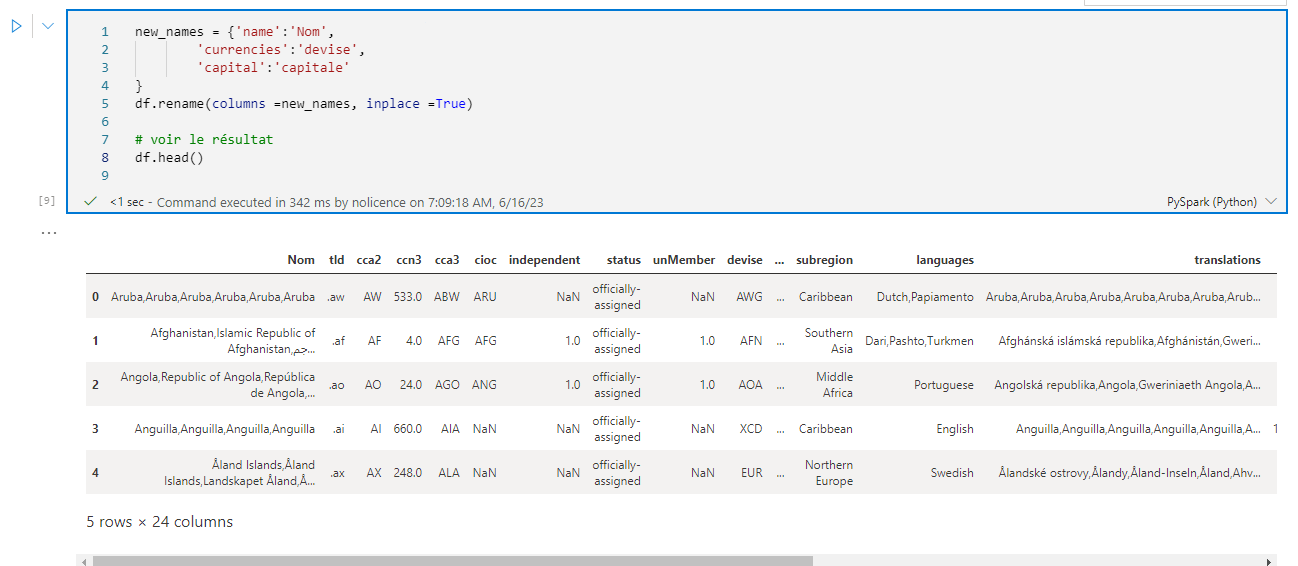 1 new_names = {'name':'Nom',
2 'currencies':'devise',
3 'capital':'capitale'
4 }
5 df.rename(columns =new_names, inplace =True)
6
7 # voir le résultat
8 df.head()
9
[9] <1 sec - Command executed in 342 ms by nolicence on 7:09:18 AM, 6/16/23 PySpark (Python)
...
Nom tld cca2 ccn3 cca3 cioc independent status unMember devise ... subregion languages translations
0 Aruba,Aruba,Aruba,Aruba,Aruba,Aruba .aw AW 533.0 ABW ARU NaN officially-assigned NaN AWG ... Caribbean Dutch,Papiamento Aruba,Aruba,Aruba,Aruba,Aruba,Aruba,Aruba,Arub...
1 Afghanistan,Islamic Republic of Afghanistan,جم... .af AF 4.0 AFG AFG 1.0 officially-assigned 1.0 AFN ... Southern Asia Dari,Pashto,Turkmen Afghánská islámská republika,Afghánistán,Gweri...
2 Angola,Republic of Angola,República de Angola,... .ao AO 24.0 AGO ANG 1.0 officially-assigned 1.0 AOA ... Middle Africa Portuguese Angolská republika,Angola,Gweriniaeth Angola,A...
3 Anguilla,Anguilla,Anguilla,Anguilla .ai AI 660.0 AIA NaN NaN officially-assigned NaN XCD ... Caribbean English Anguilla,Anguilla,Anguilla,Anguilla,Anguilla,A... 1
4 Åland Islands,Åland Islands,Landskapet Åland,Å... .ax AX 248.0 ALA NaN NaN officially-assigned NaN EUR ... Northern Europe Swedish Ålandské ostrovy,Ålandy,Åland-Inseln,Åland,Ahv...
5 rows × 24 columns